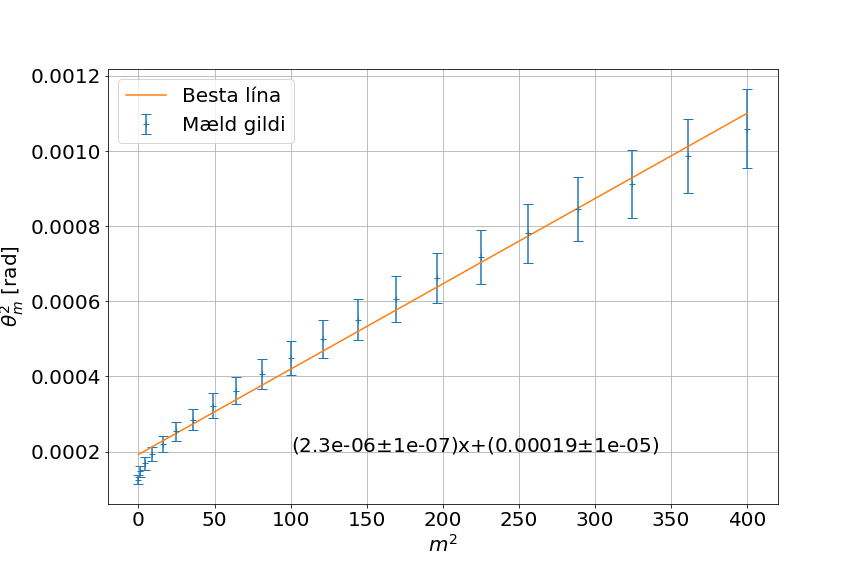 0.0012
0.0010
0.0008
0.0006
0.0004
0.0002
θ²ₘ [rad]
Besta lína
Mæld gildi
(2.3e-06±1e-07)x+(0.00019±1e-05)
0 50 100 150 200 250 300 350 400
m²